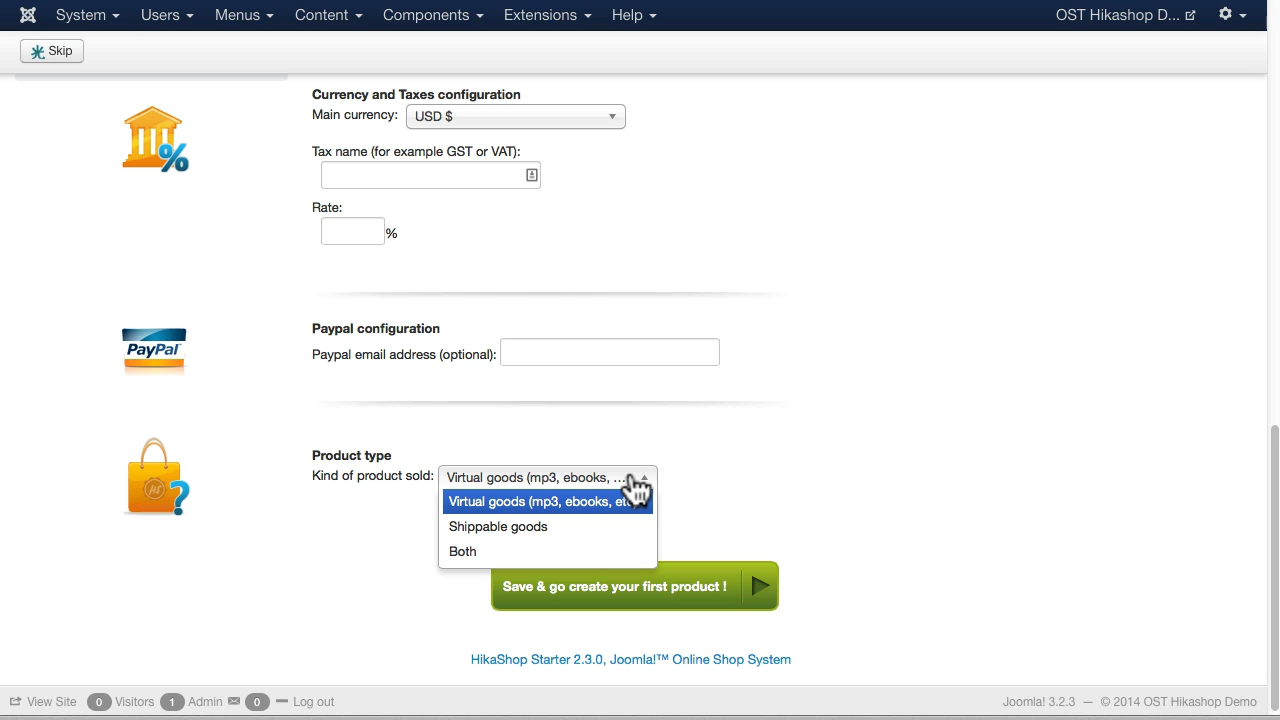 System Users Menus Content Components Extensions Help OST Hikashop D...
Skip
Currency and Taxes configuration
Main currency: USD $
Tax name (for example GST or VAT):
Rate:
%
%
Paypal configuration
PayPal
Paypal email address (optional):
Product type
Kind of product sold: Virtual goods (mp3, ebooks, ...
Virtual goods (mp3, ebooks, et
Shippable goods
HS
?
Both
Save & go create your first product !
HikaShop Starter 2.3.0, Joomla!™ Online Shop System
View Site 0 Visitors 1 Admin 0 Log out Joomla! 3.2.3 — © 2014 OST Hikashop Demo